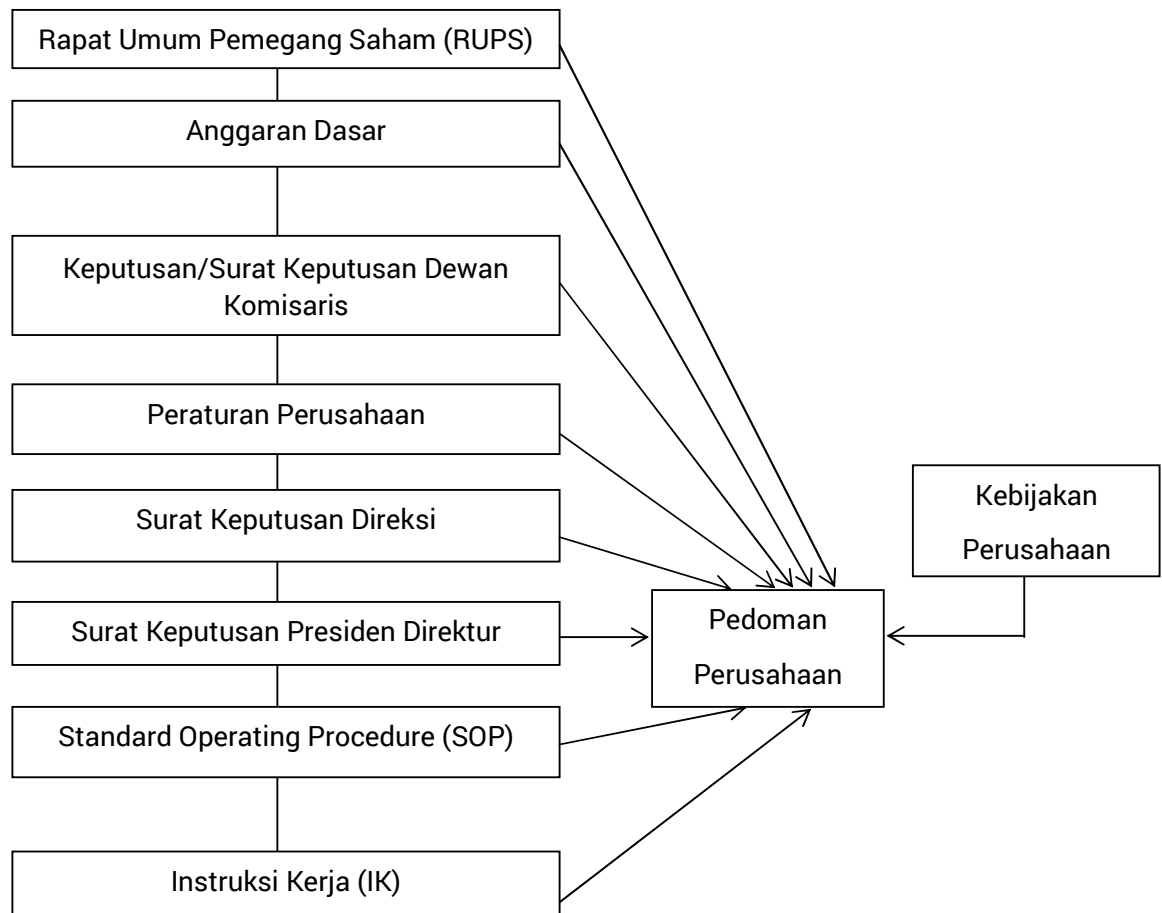 Rapat Umum Pemegang Saham (RUPS)
Anggaran Dasar
Keputusan/Surat Keputusan Dewan
Komisaris
Peraturan Perusahaan
Surat Keputusan Direksi
Surat Keputusan Presiden Direktur
Standard Operating Procedure (SOP)
Instruksi Kerja (IK)
Pedoman
Perusahaan
Kebijakan
Perusahaan